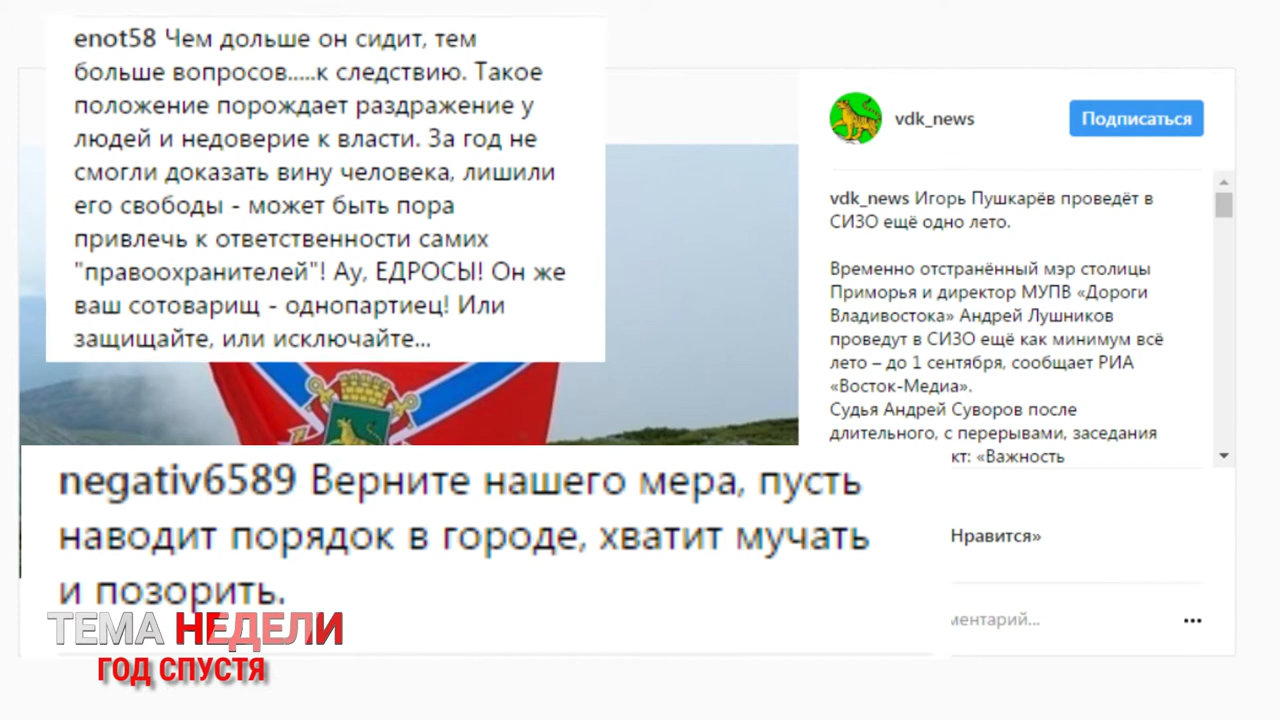 enot58 Чем дольше он сидит, тем
больше вопросов.....к следствию. Такое
положение порождает раздражение у
людей и недоверие к власти. За год не
смогли доказать вину человека, лишили
его свободы - может быть пора
привлечь к ответственности самих
"правоохранителей"! Ау, ЕДРОСЫ! Он же
ваш сотоварищ - однопартиец! Или
защищайте, или исключайте...
vdk_news
Подписаться
vdk_news Игорь Пушкарёв проведёт в
СИЗО ещё одно лето.
Временно отстранённый мэр столицы
Приморья и директор МУПВ «Дороги
Владивостока» Андрей Лушников
проведут в СИЗО ещё как минимум всё
лето – до 1 сентября, сообщает РИА
«Восток-Медиа».
Судья Андрей Суворов после
длительного, с перерывами, заседания
кт: «Важность
negativ6589 Верните нашего мера, пусть
наводит порядок в городе, хватит мучать
и позорить.
Нравится»
ментарий...
ТЕМА НЕДЕЛИ
ГОД СПУСТЯ